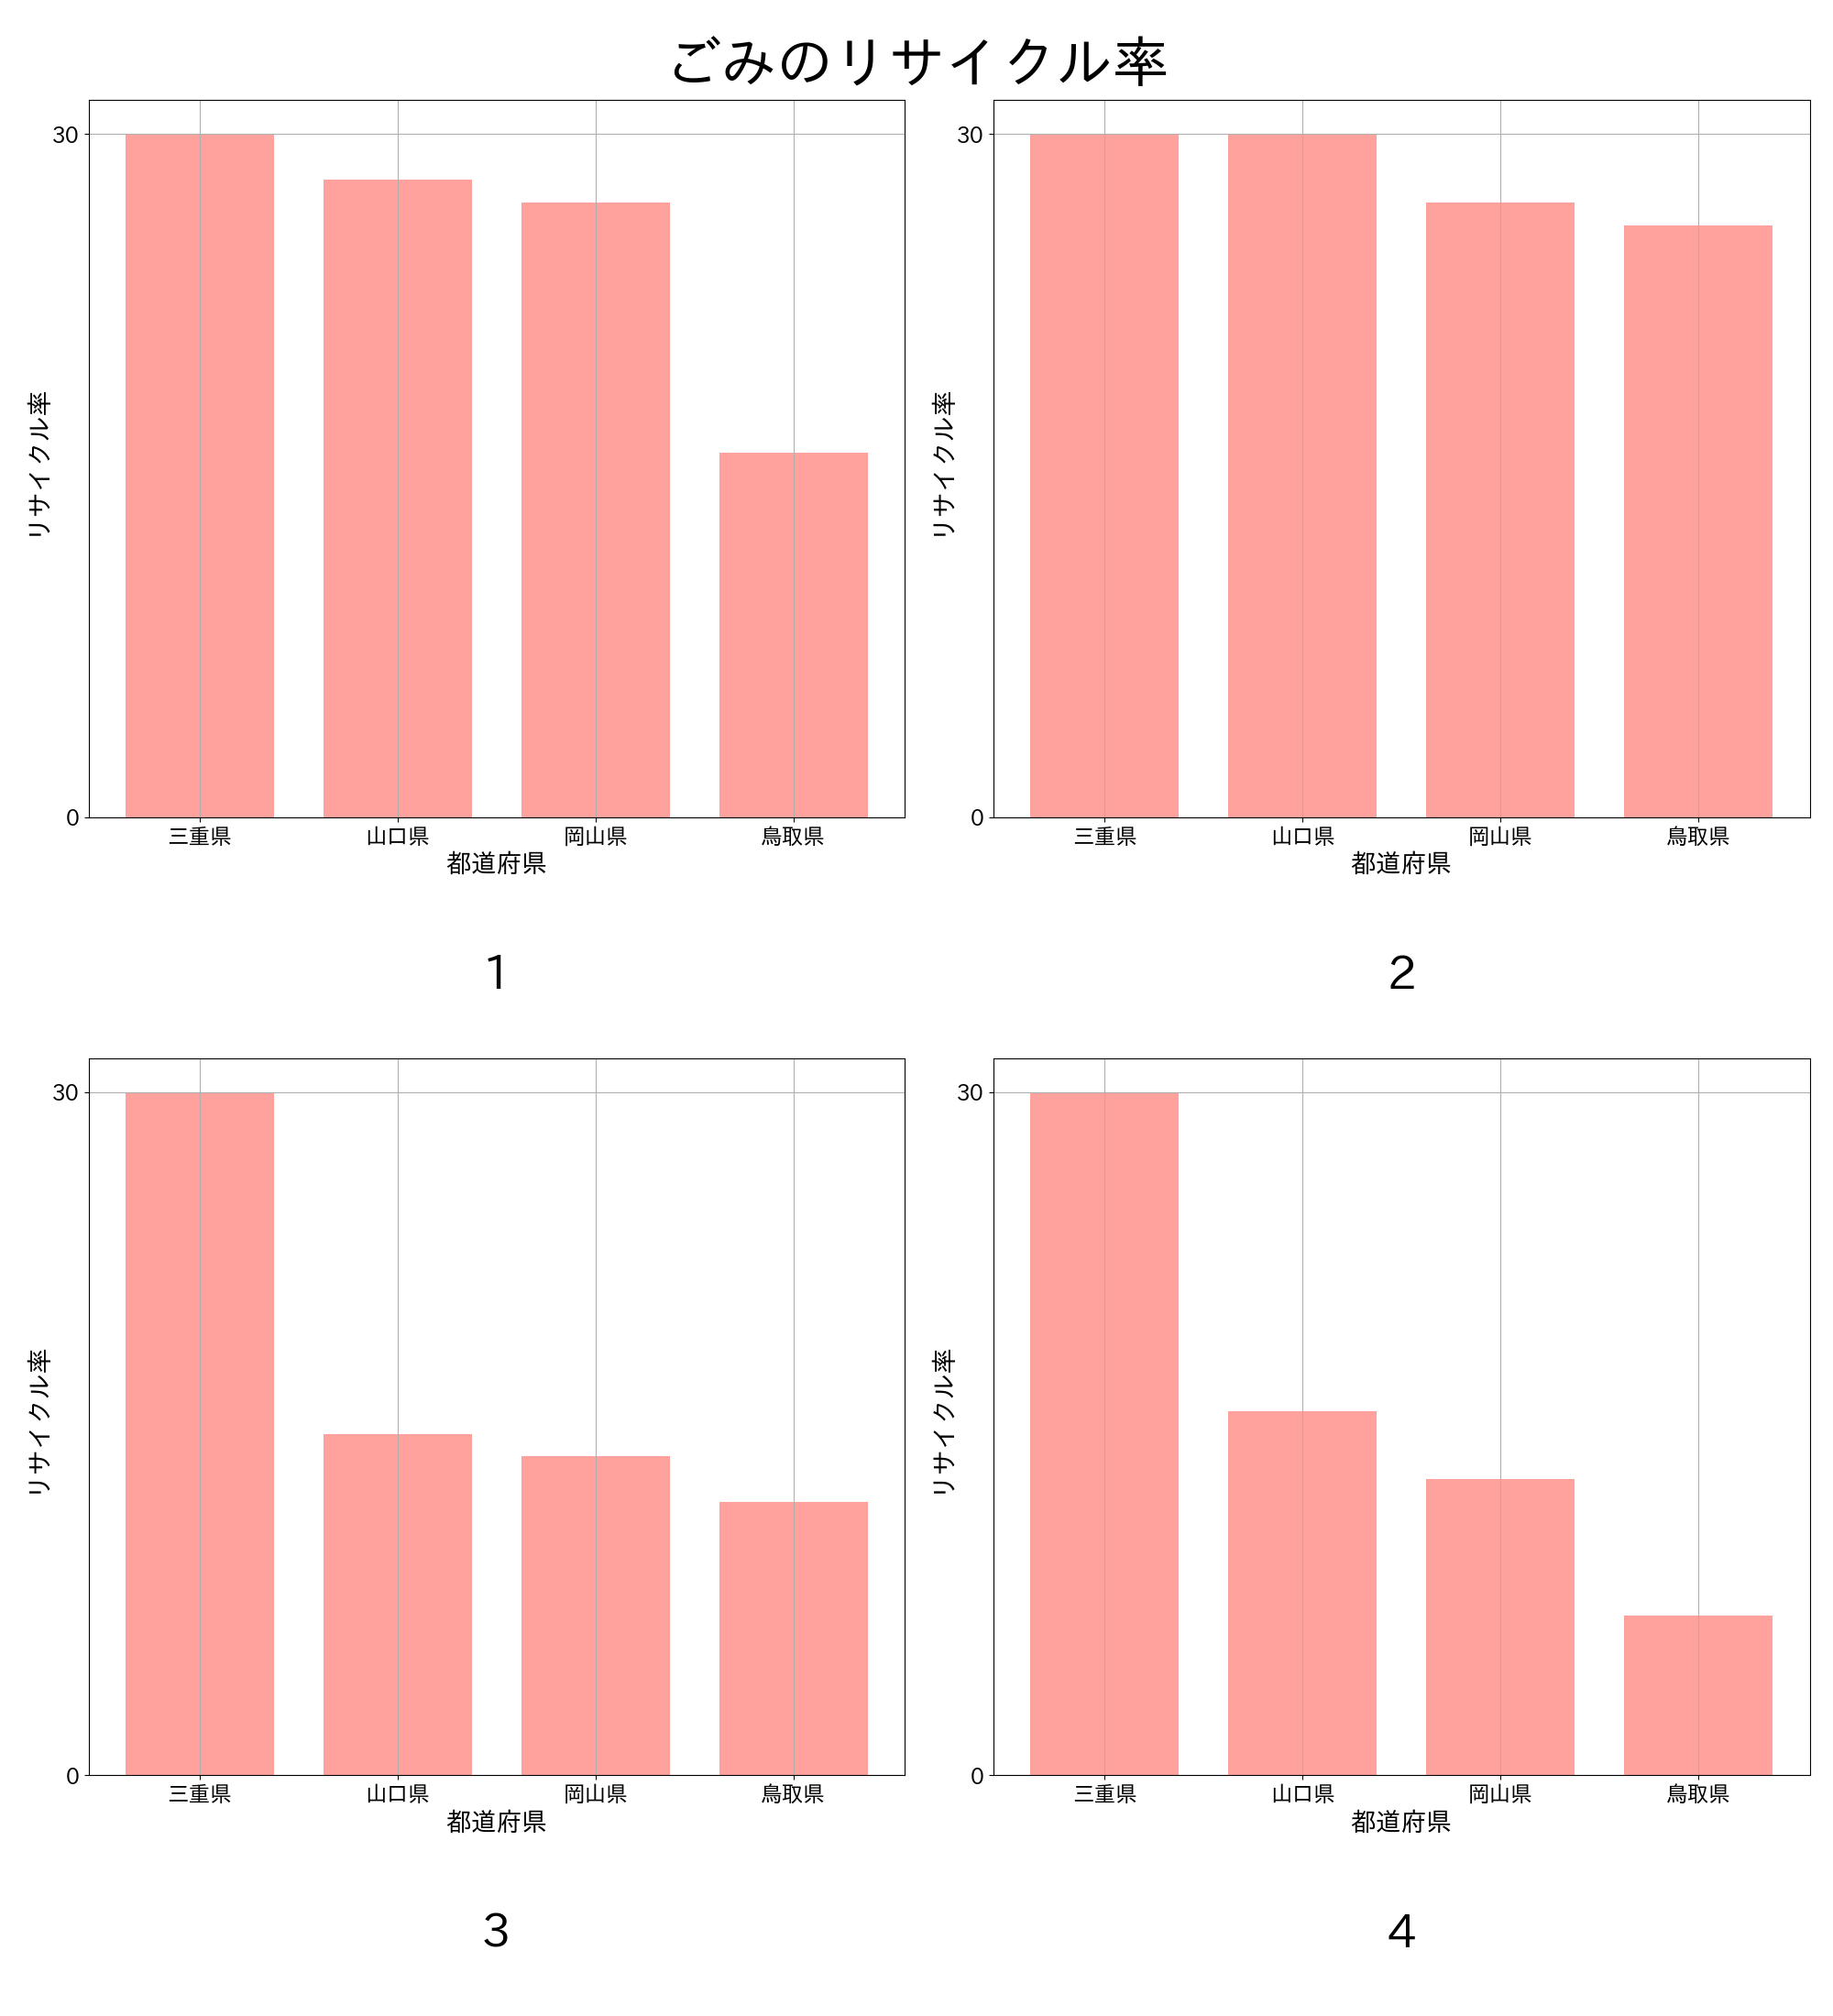 ごみのリサイクル率
30
0
リサイクル率
三重県 山口県 岡山県 鳥取県
都道府県
1
30
0
リサイクル率
三重県 山口県 岡山県 鳥取県
都道府県
2
30
0
リサイクル率
三重県 山口県 岡山県 鳥取県
都道府県
3
30
0
リサイクル率
三重県 山口県 岡山県 鳥取県
都道府県
4